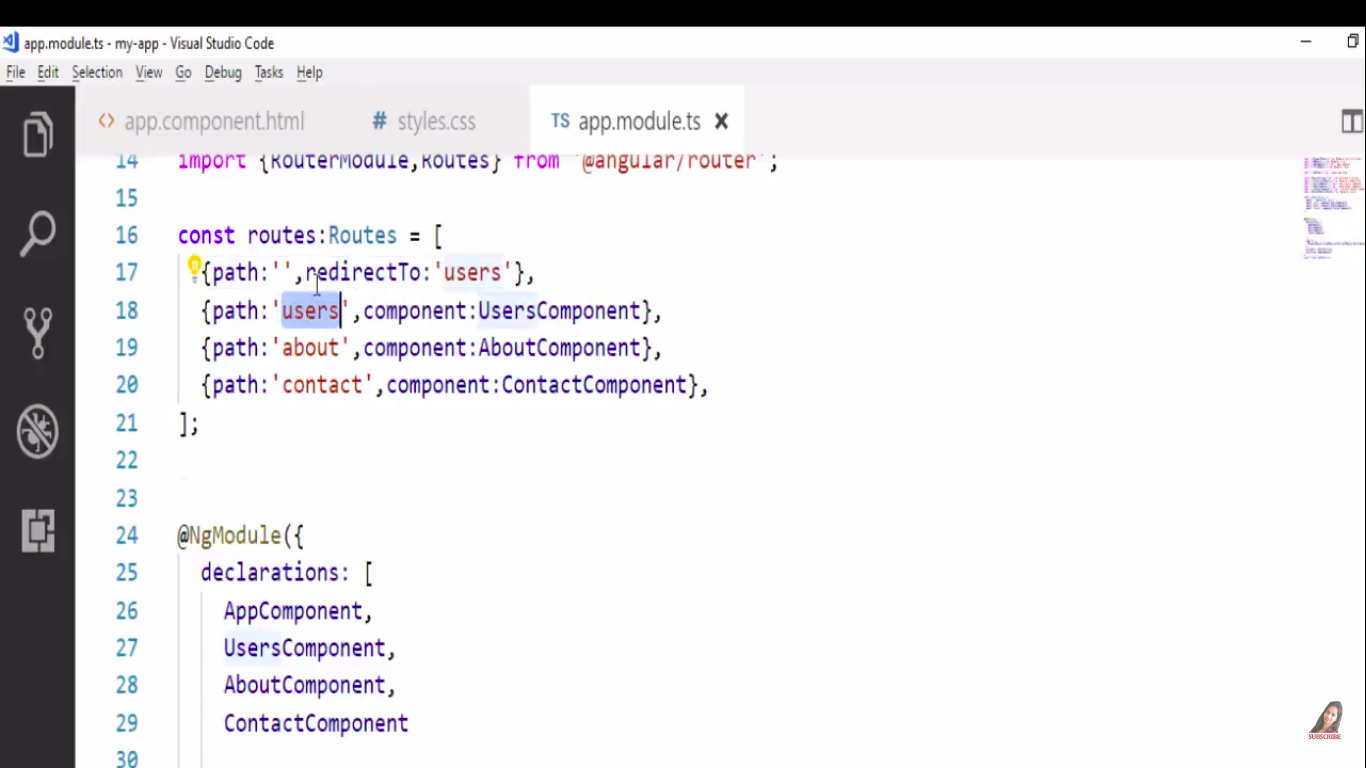 app.module.ts - my-app - Visual Studio Code
File Edit Selection View Go Debug Tasks Help
<> app.component.html # styles.css TS app.module.ts ×
14 import {RouterModule,Routes} from '@angular/router';
15
16 const routes:Routes = [
17 {path:'',redirectTo:'users'},
18 {path:'users',component:UsersComponent},
19 {path:'about',component:AboutComponent},
20 {path:'contact',component:ContactComponent},
21 ];
22
23
24 @NgModule({
25 declarations: [
26 AppComponent,
27 UsersComponent,
28 AboutComponent,
29 ContactComponent
30
SUBSCRIBE